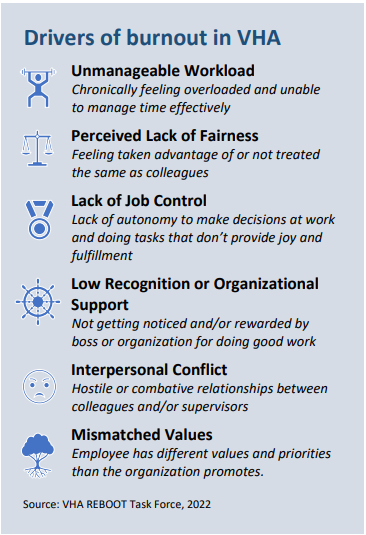 Drivers of burnout in VHA
Unmanageable Workload
Chronically feeling overloaded and unable
to manage time effectively
Perceived Lack of Fairness
Feeling taken advantage of or not treated
the same as colleagues
Lack of Job Control
Lack of autonomy to make decisions at work
and doing tasks that don’t provide joy and
fulfillment
Low Recognition or Organizational
Support
Not getting noticed and/or rewarded by
boss or organization for doing good work
Interpersonal Conflict
Hostile or combative relationships between
colleagues and/or supervisors
Mismatched Values
Employee has different values and priorities
than the organization promotes.
Source: VHA REBOOT Task Force, 2022